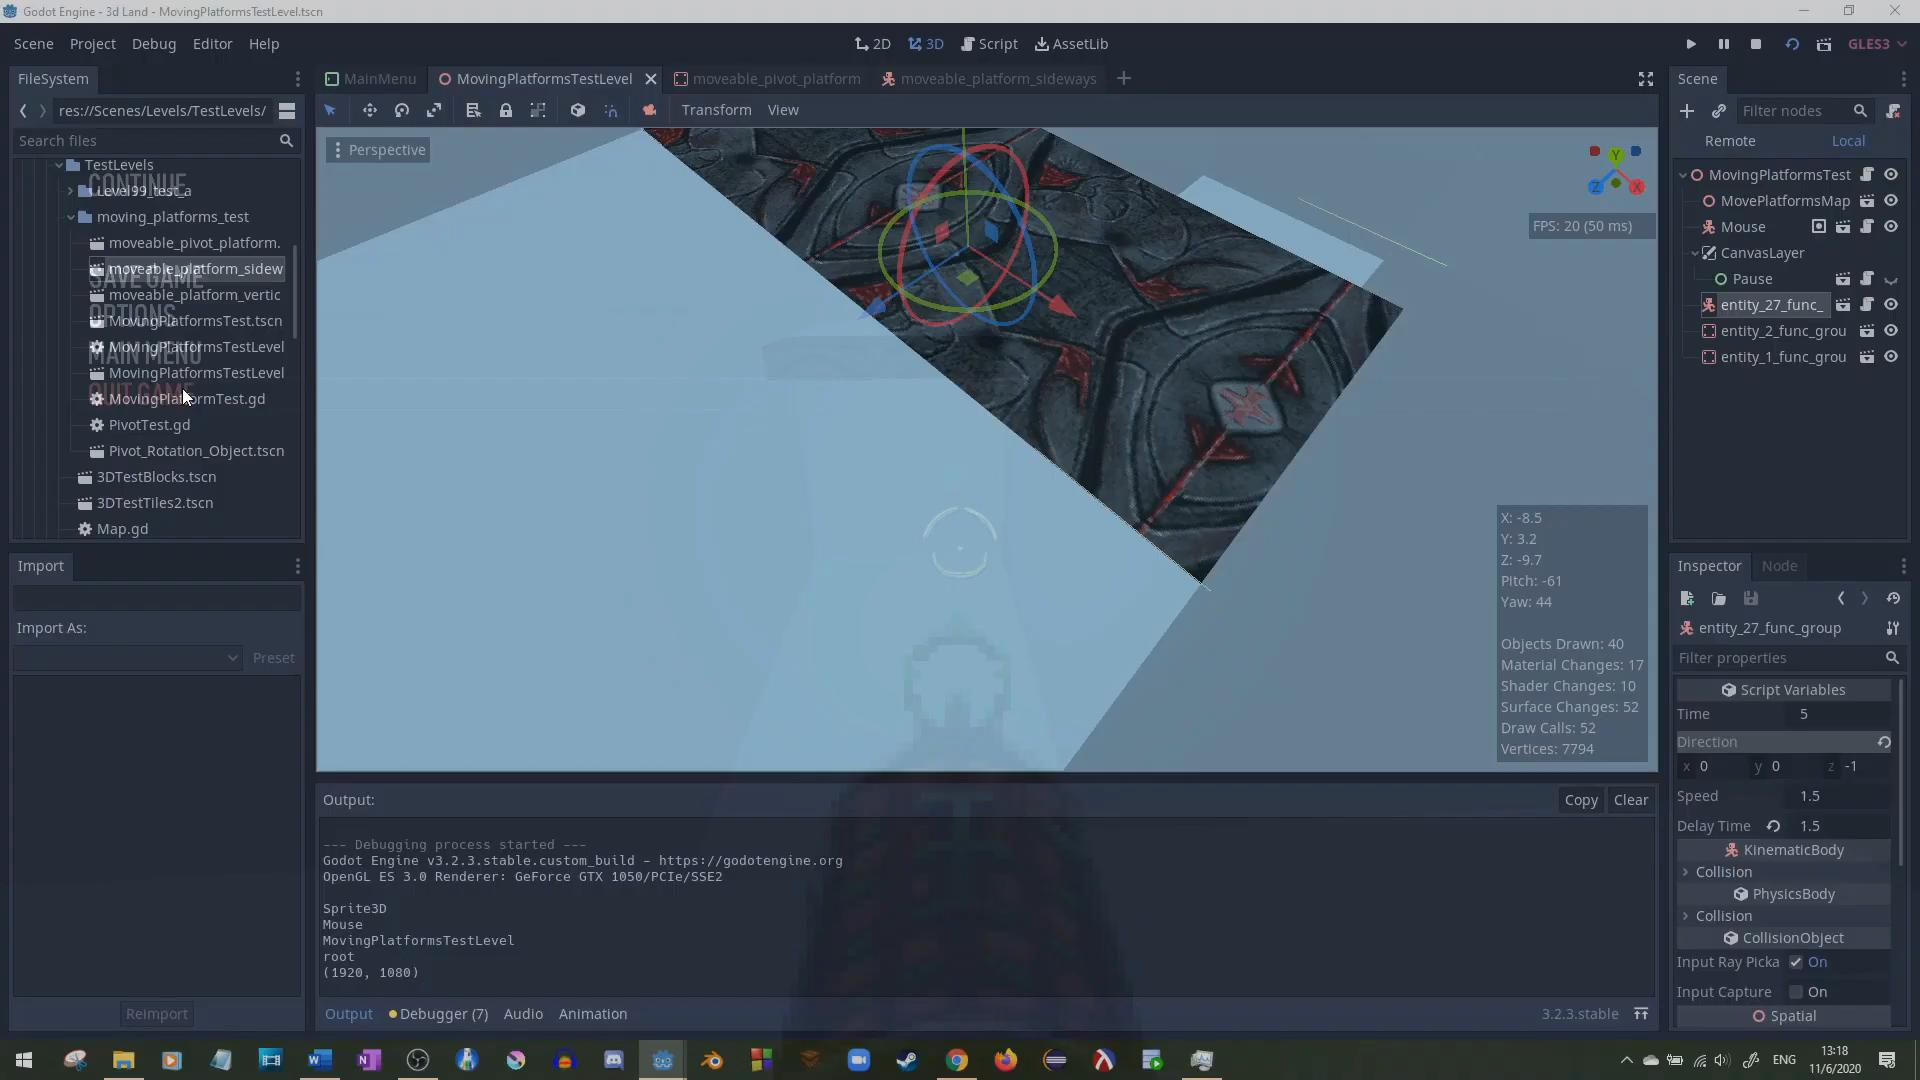 Godot Engine - 3d Land - MovingPlatformsTestLevel.tscn
Scene Project Debug Editor Help
2D 3D Script AssetLib
GLES3
FileSystem
MainMenu MovingPlatformsTestLevel moveable_pivot_platform moveable_platform_sideways
Scene
res://Scenes/Levels/TestLevels/
Transform View
Filter nodes
Search files
Remote Local
Perspective
TestLevels
CONTINUE
Level99_test_a
moving_platforms_test
moveable_pivot_platform.
moveable_platform_sidew
SAVE GAME
moveable_platform_vertic
OPTIONS
MovingPlatformsTest.tscn
MovingPlatformsTestLevel
MAIN MENU
MovingPlatformsTestLevel
QUIT GAME
MovingPlatformTest.gd
PivotTest.gd
Pivot_Rotation_Object.tscn
3DTestBlocks.tscn
3DTestTiles2.tscn
Map.gd
Y
Z
X
FPS: 20 (50 ms)
X: -8.5
Y: 3.2
Z: -9.7
Pitch: -61
Yaw: 44
Objects Drawn: 40
Material Changes: 17
Shader Changes: 10
Surface Changes: 52
Draw Calls: 52
Vertices: 7794
MovingPlatformsTest
MovePlatformsMap
Mouse
CanvasLayer
Pause
entity_27_func_
entity_2_func_grou
entity_1_func_grou
Import
Import As:
Preset
Reimport
Inspector Node
entity_27_func_group
Filter properties
Script Variables
Time 5
Direction
x 0 y 0 z -1
Speed 1.5
Delay Time 1.5
KinematicBody
Collision
PhysicsBody
Collision
CollisionObject
Input Ray Picka On
Input Capture On
Spatial
Output:
Copy Clear
--- Debugging process started ---
Godot Engine v3.2.3.stable.custom_build - https://godotengine.org
OpenGL ES 3.0 Renderer: GeForce GTX 1050/PCIe/SSE2
Sprite3D
Mouse
MovingPlatformsTestLevel
root
(1920, 1080)
Output Debugger (7) Audio Animation
3.2.3.stable
ENG
13:18
11/6/2020